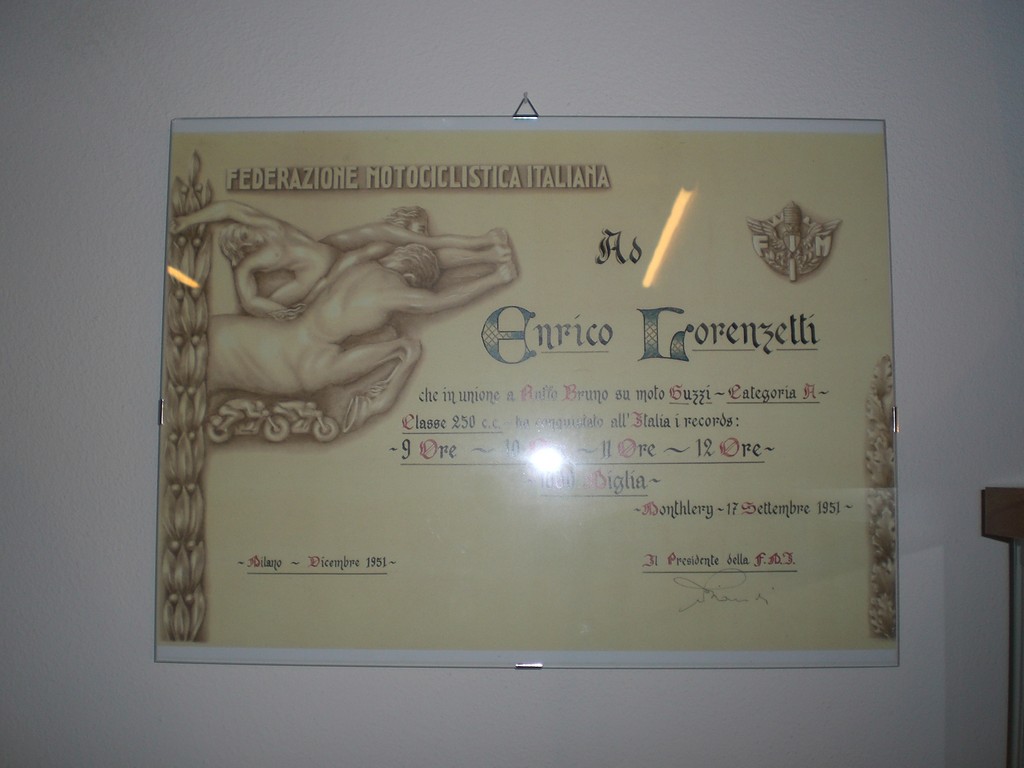 FEDERAZIONE MOTOCICLISTICA ITALIANA
Ad
F I M
Enrico Lorenzetti
che in unione a Ruffo Bruno su moto Guzzi ~ Categoria A ~
Classe 250 c.c. ~ ha conquistato all'Italia i records:
~ 9 Ore ~ ~ 11 Ore ~ 12 Ore ~
Miglia ~
~ Monthlery ~ 17 Settembre 1951 ~
~ Milano ~ Dicembre 1951 ~
Il Presidente della F.M.I.